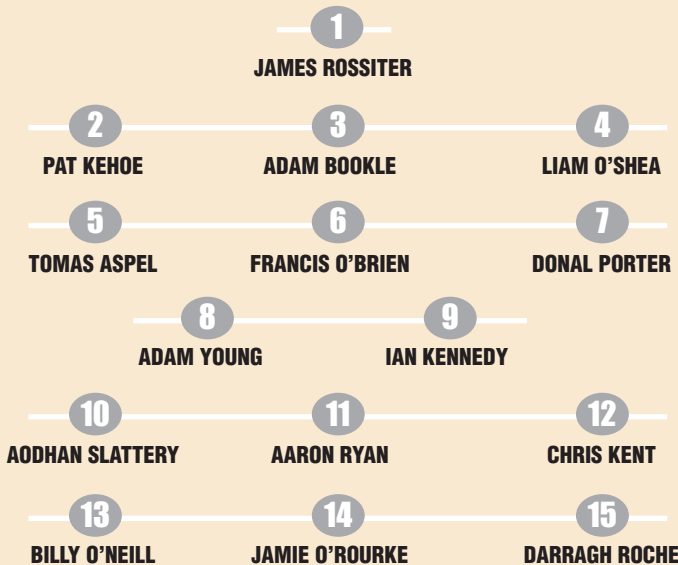 1
JAMES ROSSITER
2 3 4
PAT KEHOE ADAM BOOKLE LIAM O’SHEA
5 6 7
TOMAS ASPEL FRANCIS O’BRIEN DONAL PORTER
8 9
ADAM YOUNG IAN KENNEDY
10 11 12
AODHAN SLATTERY AARON RYAN CHRIS KENT
13 14 15
BILLY O’NEILL JAMIE O’ROURKE DARRAGH ROCHE